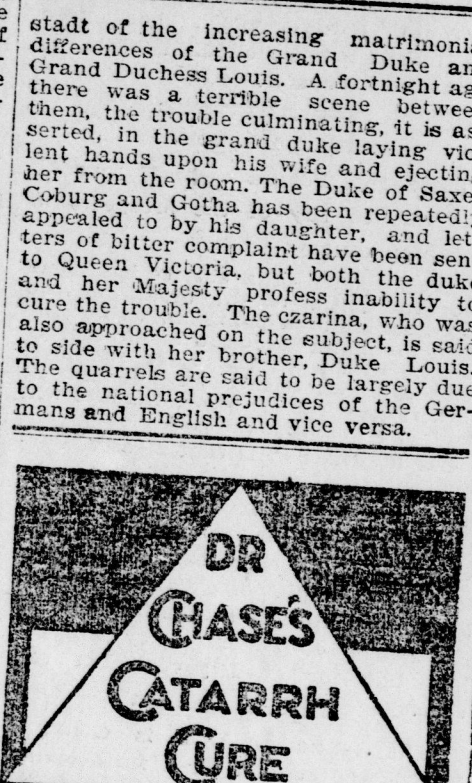 stadt of the increasing matrimoni
differences of the Grand Duke an
Grand Duchess Louis. A fortnight ag
there was a terrible scene betwee
them, the trouble culminating, it is as
serted, in the grand duke laying vio
lent hands upon his wife and ejectin
her from the room. The Duke of Saxe
Coburg and Gotha has been repeatedl
appealed to by his daughter, and let-
ters of bitter complaint have been sen
to Queen Victoria, but both the duke
and her Majesty profess inability to
cure the trouble. The czarina, who was
also approached on the subject, is said
to side with her brother, Duke Louis.
The quarrels are said to be largely due
to the national prejudices of the Ger-
mans and English and vice versa.
DR
CHASE'S
CATARRH
CURE